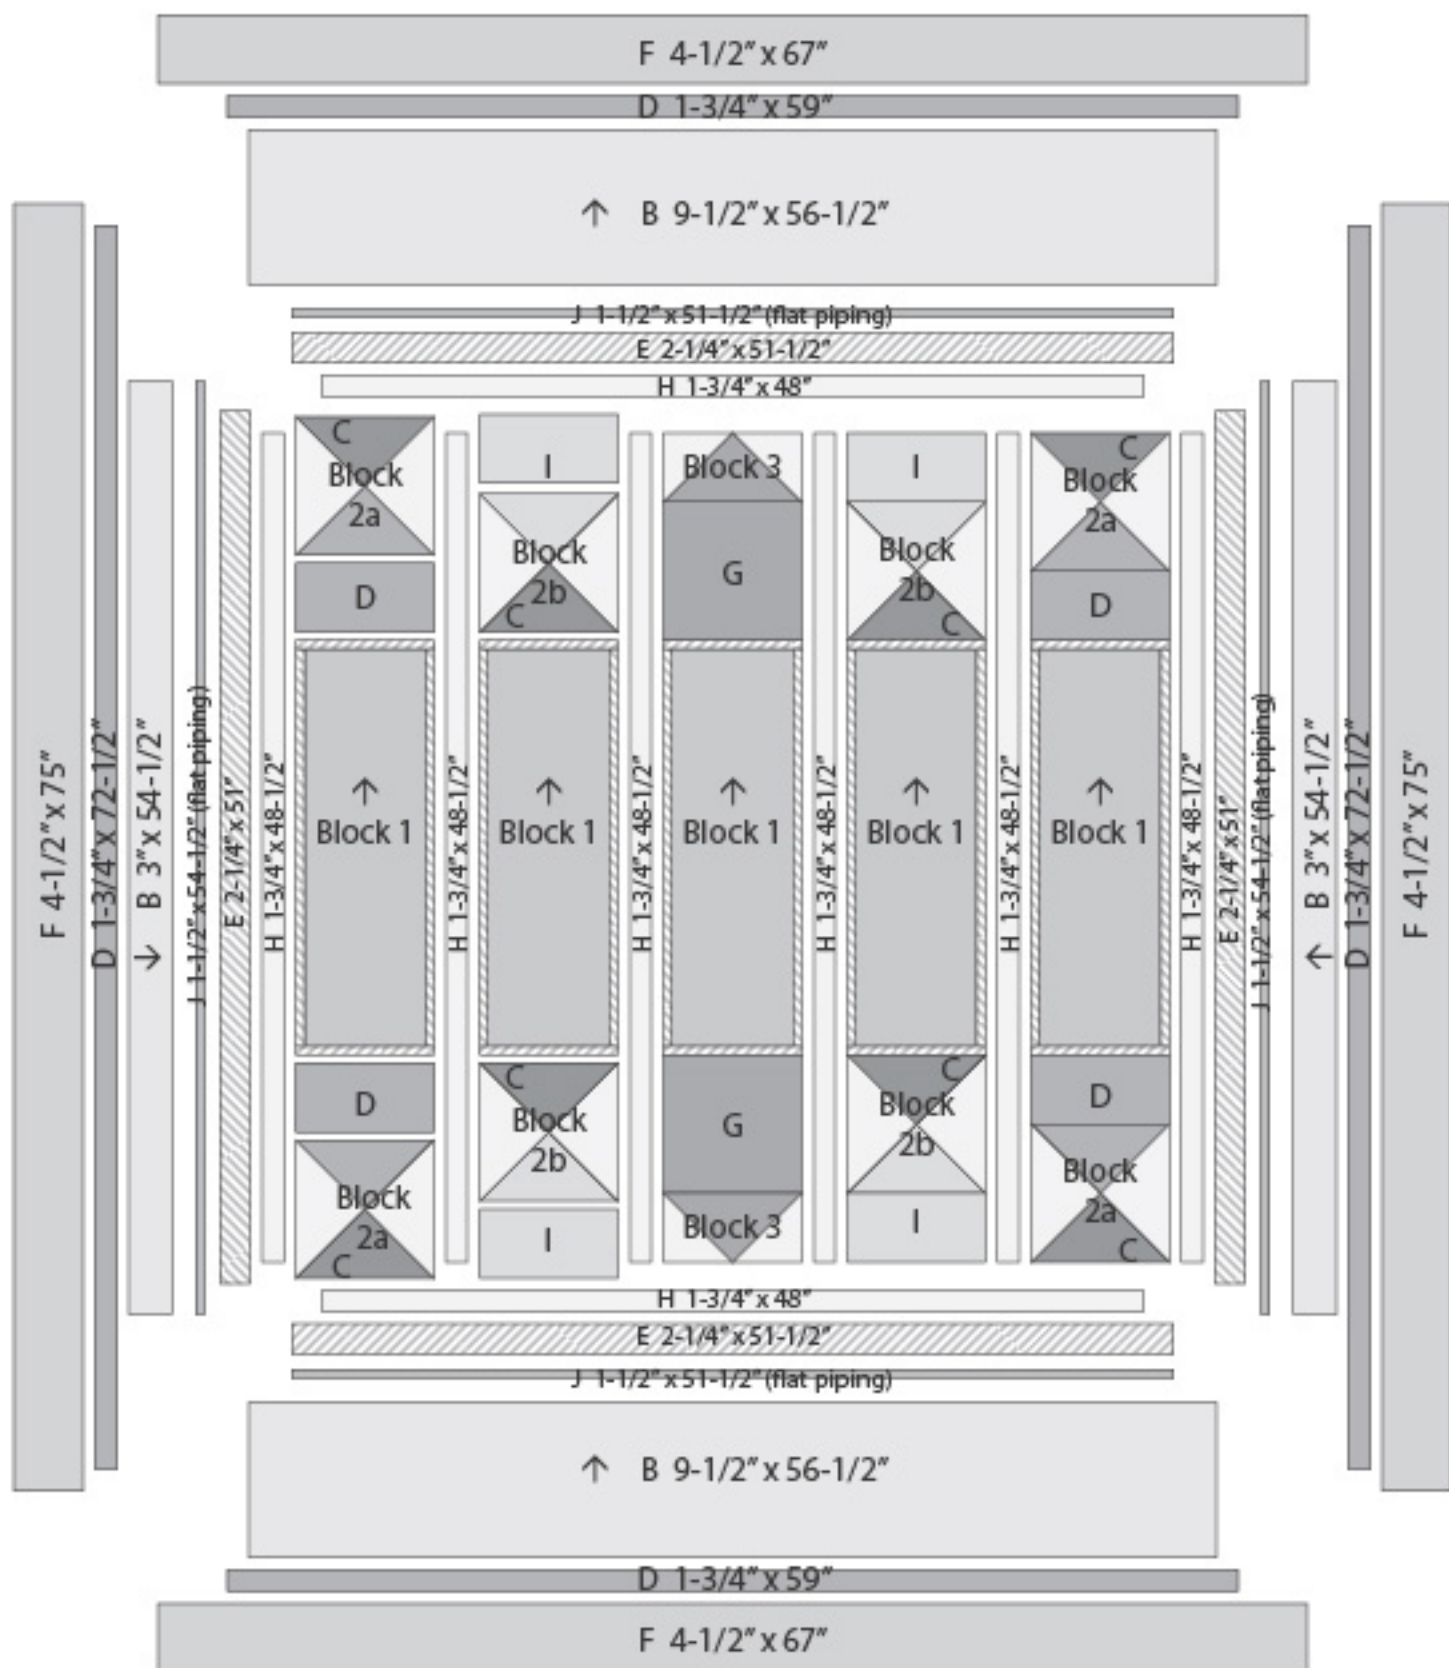 F 4-1/2” x 67”
D 1-3/4” x 59”
↑ B 9-1/2” x 56-1/2”
J 1-1/2” x 51-1/2” (flat piping)
E 2-1/4” x 51-1/2”
H 1-3/4” x 48”
F 4-1/2” x 75”
D 1-3/4” x 72-1/2”
↓ B 3” x 54-1/2”
J 1-1/2” x 54-1/2” (flat piping)
E 2-1/4” x 51”
H 1-3/4” x 48-1/2”
C
Block
2a
D
↑
Block 1
D
Block
2a
C
H 1-3/4” x 48-1/2”
I
Block
2b
C
↑
Block 1
C
Block
2b
I
H 1-3/4” x 48-1/2”
Block 3
G
↑
Block 1
G
Block 3
H 1-3/4” x 48-1/2”
I
Block
2b
C
↑
Block 1
C
Block
2b
I
H 1-3/4” x 48-1/2”
C
Block
2a
D
↑
Block 1
D
Block
2a
C
H 1-3/4” x 48-1/2”
E 2-1/4” x 51”
J 1-1/2” x 54-1/2” (flat piping)
↑ B 3” x 54-1/2”
D 1-3/4” x 72-1/2”
F 4-1/2” x 75”
H 1-3/4” x 48”
E 2-1/4” x 51-1/2”
J 1-1/2” x 51-1/2” (flat piping)
↑ B 9-1/2” x 56-1/2”
D 1-3/4” x 59”
F 4-1/2” x 67”